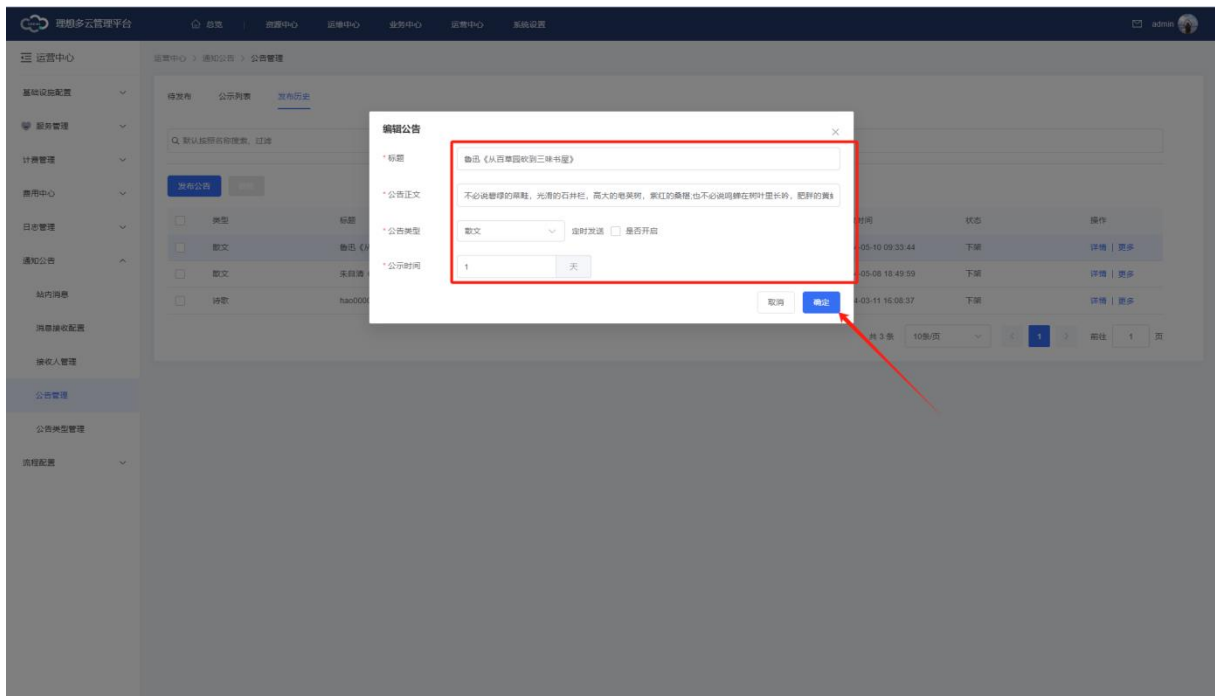 理想多云管理平台 总览 资源中心 运维中心 业务中心 运营中心 系统设置 admin
运营中心
运营中心 > 通知公告 > 公告管理
基础设施配置
服务管理
计费管理
费用中心
日志管理
通知公告
站内消息
消息接收配置
接收人管理
公告管理
公告类型管理
流程配置
待发布 公示列表 发布历史
默认按照名称搜索、过滤
发布公告
类型 标题 时间 状态 操作
散文 鲁迅《从 -05-10 09:33:44 下架 详情 | 更多
散文 朱自清 -05-08 18:49:59 下架 详情 | 更多
诗歌 hao000 4-03-11 16:08:37 下架 详情 | 更多
共 3 条 10条/页 1 前往 1 页
编辑公告
* 标题 鲁迅《从百草园砍到三味书屋》
* 公告正文 不必说碧绿的菜畦，光滑的石井栏，高大的皂荚树，紫红的桑椹;也不必说鸣蝉在树叶里长吟，肥胖的黄蜂
* 公告类型 散文 定时发送 是否开启
* 公示时间 1 天
取消 确定